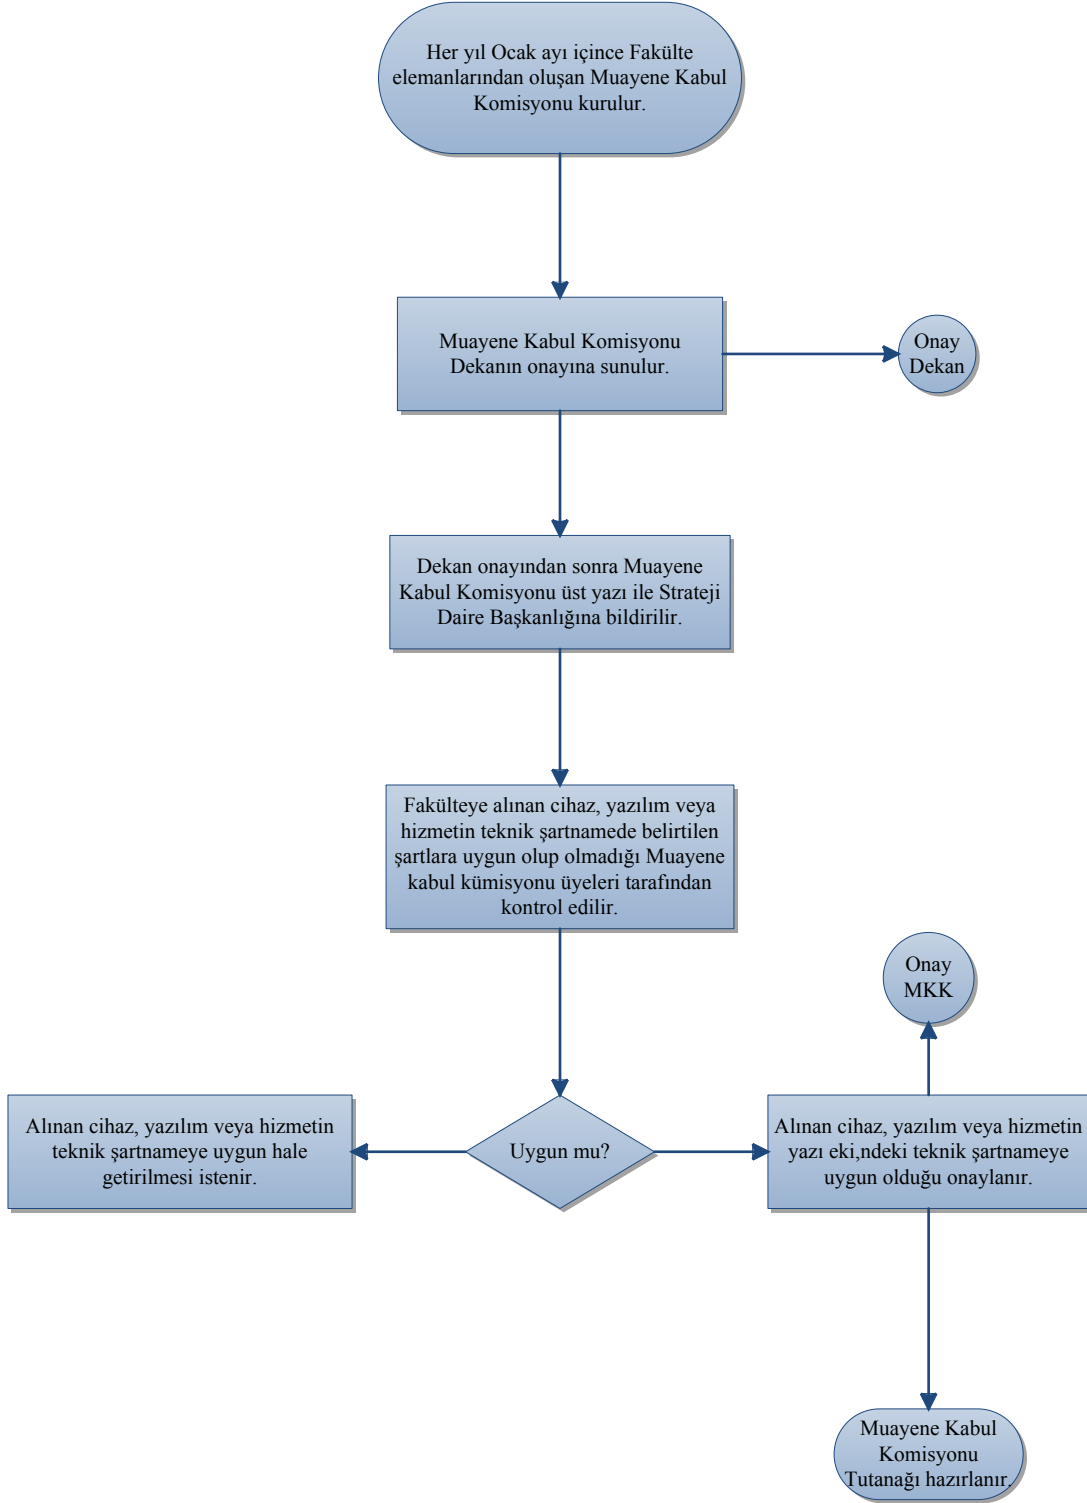 Her yıl Ocak ayı içince Fakülte
elemanlarından oluşan Muayene Kabul
Komisyonu kurulur.
Muayene Kabul Komisyonu
Dekanın onayına sunulur.
Onay
Dekan
Dekan onayından sonra Muayene
Kabul Komisyonu üst yazı ile Strateji
Daire Başkanlığına bildirilir.
Fakülteye alınan cihaz, yazılım veya
hizmetin teknik şartnamede belirtilen
şartlara uygun olup olmadığı Muayene
kabul kümisyonu üyeleri tarafından
kontrol edilir.
Onay
MKK
Alınan cihaz, yazılım veya hizmetin
teknik şartnameye uygun hale
getirilmesi istenir.
Uygun mu?
Alınan cihaz, yazılım veya hizmetin
yazı eki,ndeki teknik şartnameye
uygun olduğu onaylanır.
Muayene Kabul
Komisyonu
Tutanağı hazırlanır.